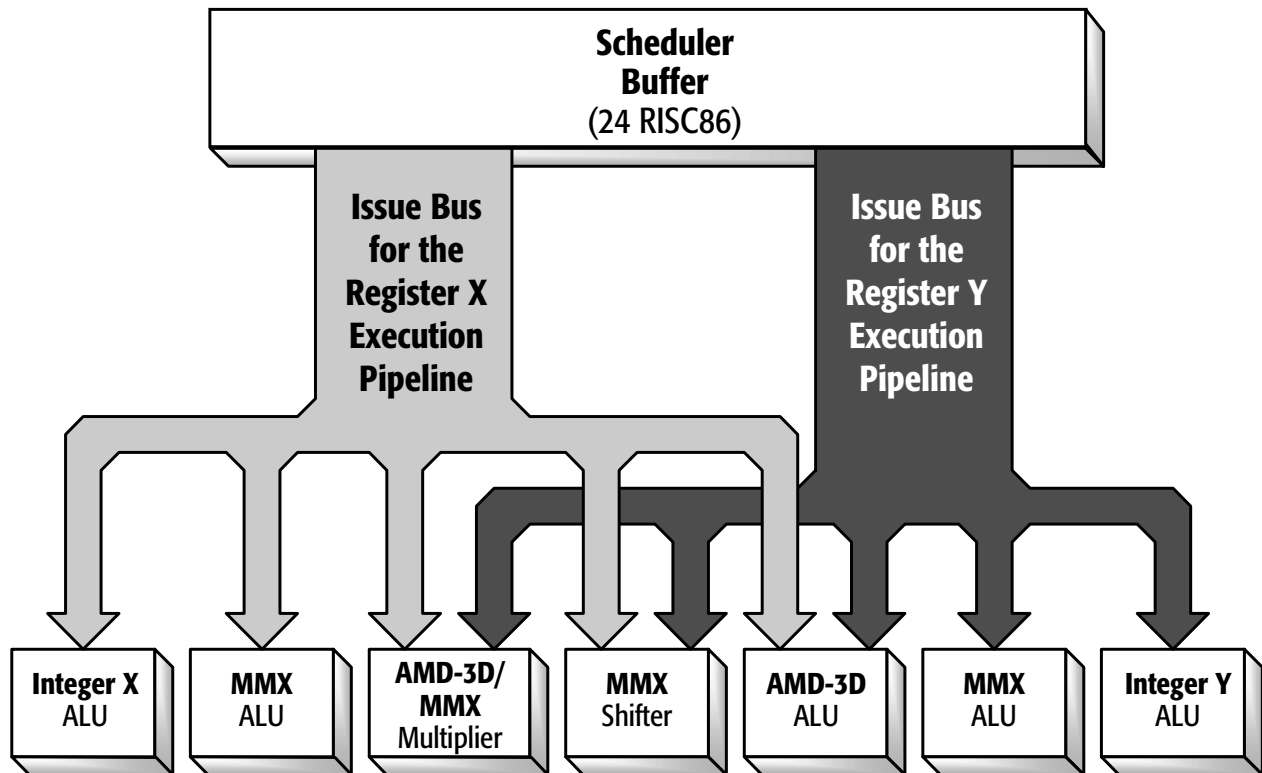 Scheduler
Buffer
(24 RISC86)
Issue Bus
for the
Register X
Execution
Pipeline
Issue Bus
for the
Register Y
Execution
Pipeline
Integer X
ALU
MMX
ALU
AMD-3D/
MMX
Multiplier
MMX
Shifter
AMD-3D
ALU
MMX
ALU
Integer Y
ALU